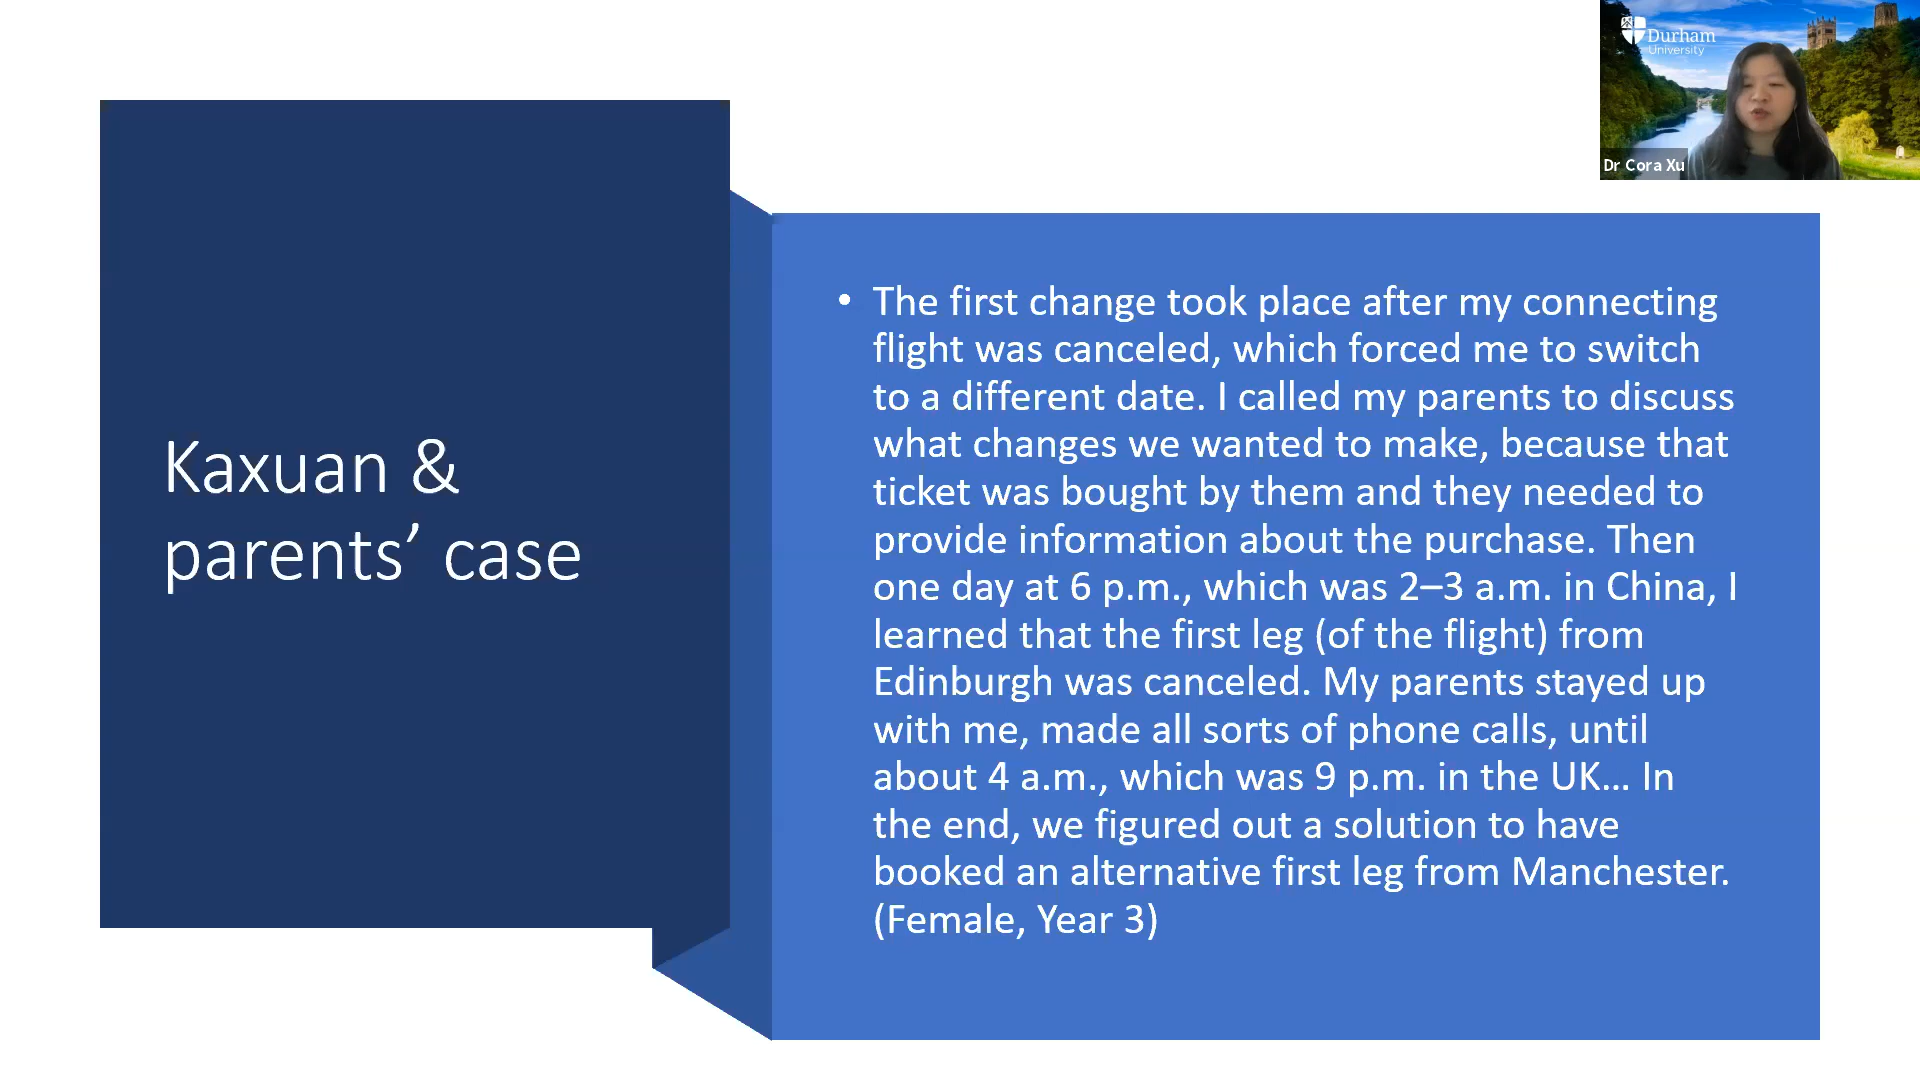 Durham
University
Dr Cora Xu
Kaxuan &
parents’ case
• The first change took place after my connecting
flight was canceled, which forced me to switch
to a different date. I called my parents to discuss
what changes we wanted to make, because that
ticket was bought by them and they needed to
provide information about the purchase. Then
one day at 6 p.m., which was 2–3 a.m. in China, I
learned that the first leg (of the flight) from
Edinburgh was canceled. My parents stayed up
with me, made all sorts of phone calls, until
about 4 a.m., which was 9 p.m. in the UK… In
the end, we figured out a solution to have
booked an alternative first leg from Manchester.
(Female, Year 3)